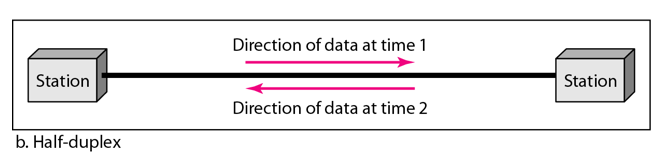 Direction of data at time 1
Station
Station
Direction of data at time 2
b. Half-duplex